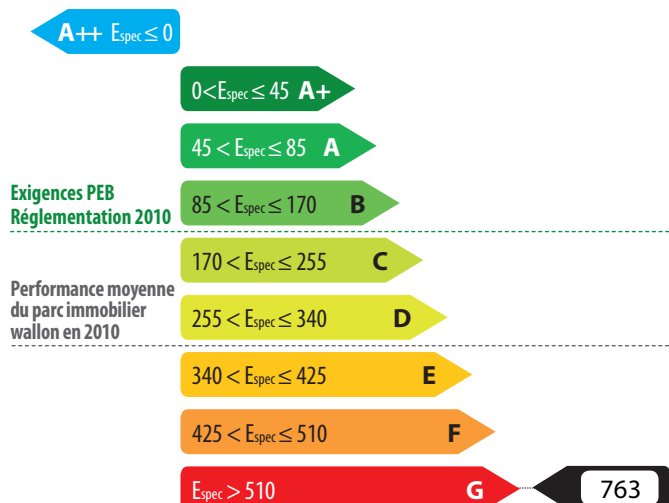 A++ Espec ≤ 0
0<Espec ≤ 45 A+
45 < Espec ≤ 85 A
Exigences PEB
Réglementation 2010
85 < Espec ≤ 170 B
170 < Espec ≤ 255 C
Performance moyenne
du parc immobilier
wallon en 2010
255 < Espec ≤ 340 D
340 < Espec ≤ 425 E
425 < Espec ≤ 510 F
Espec > 510 G
763